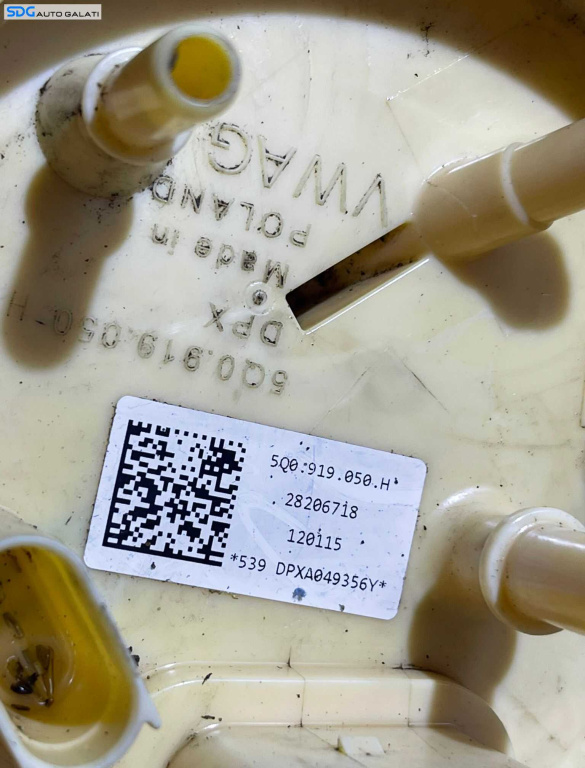 SDG AUTO GALATI
VWAG
POLAND
Made in
DPX
5Q0.919.050 H
5Q0.919.050.H
28206718
120115
*539 DPXA049356Y*